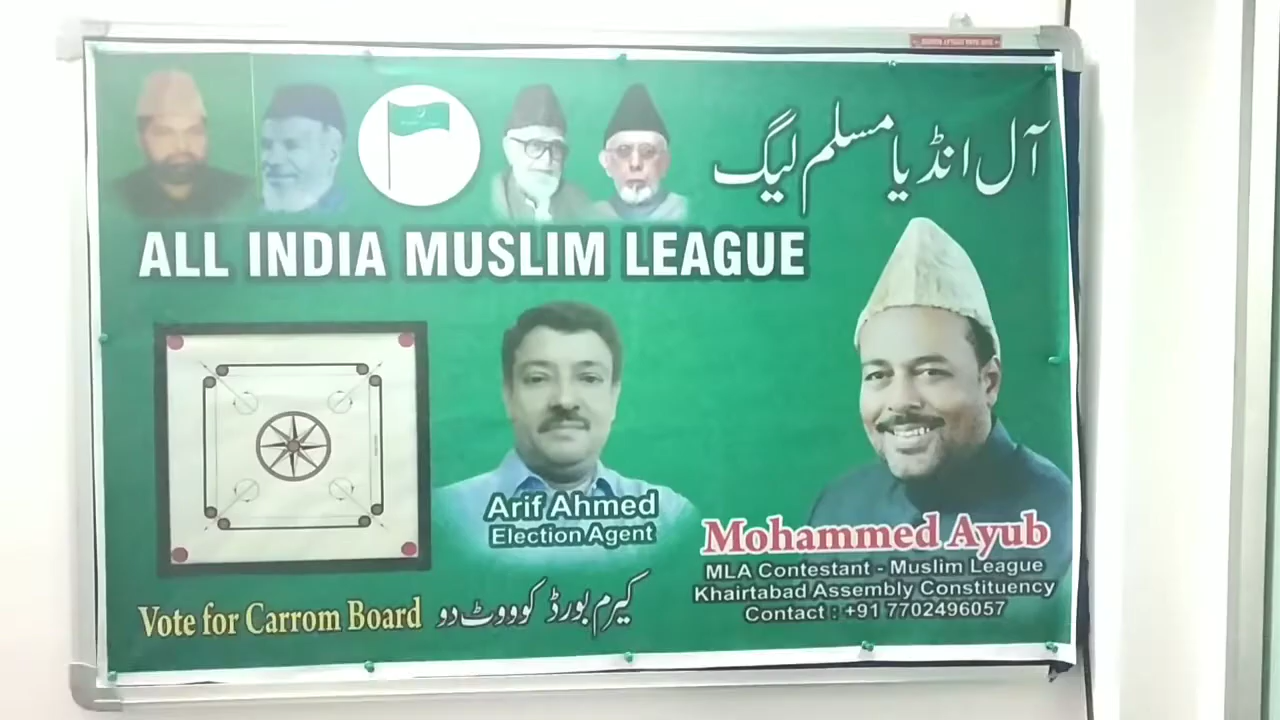 آل انڈیا مسلم لیگ
ALL INDIA MUSLIM LEAGUE
Arif Ahmed
Election Agent
Mohammed Ayub
MLA Contestant - Muslim League
Khairtabad Assembly Constituency
Contact : +91 7702496057
Vote for Carrom Board کیرم بورڈ کو ووٹ دو